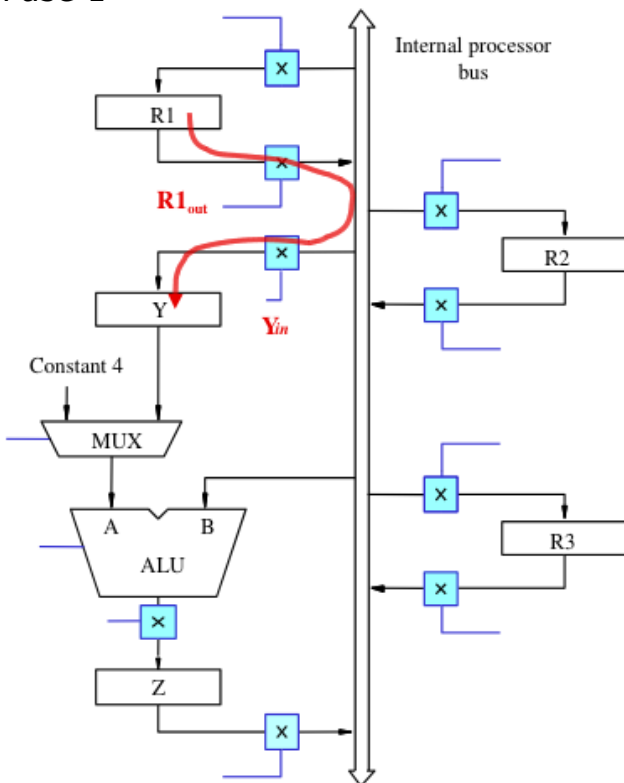 Internal processor
bus
R1
R1out
R2
Y
Yin
Constant 4
MUX
A B
ALU
R3
Z